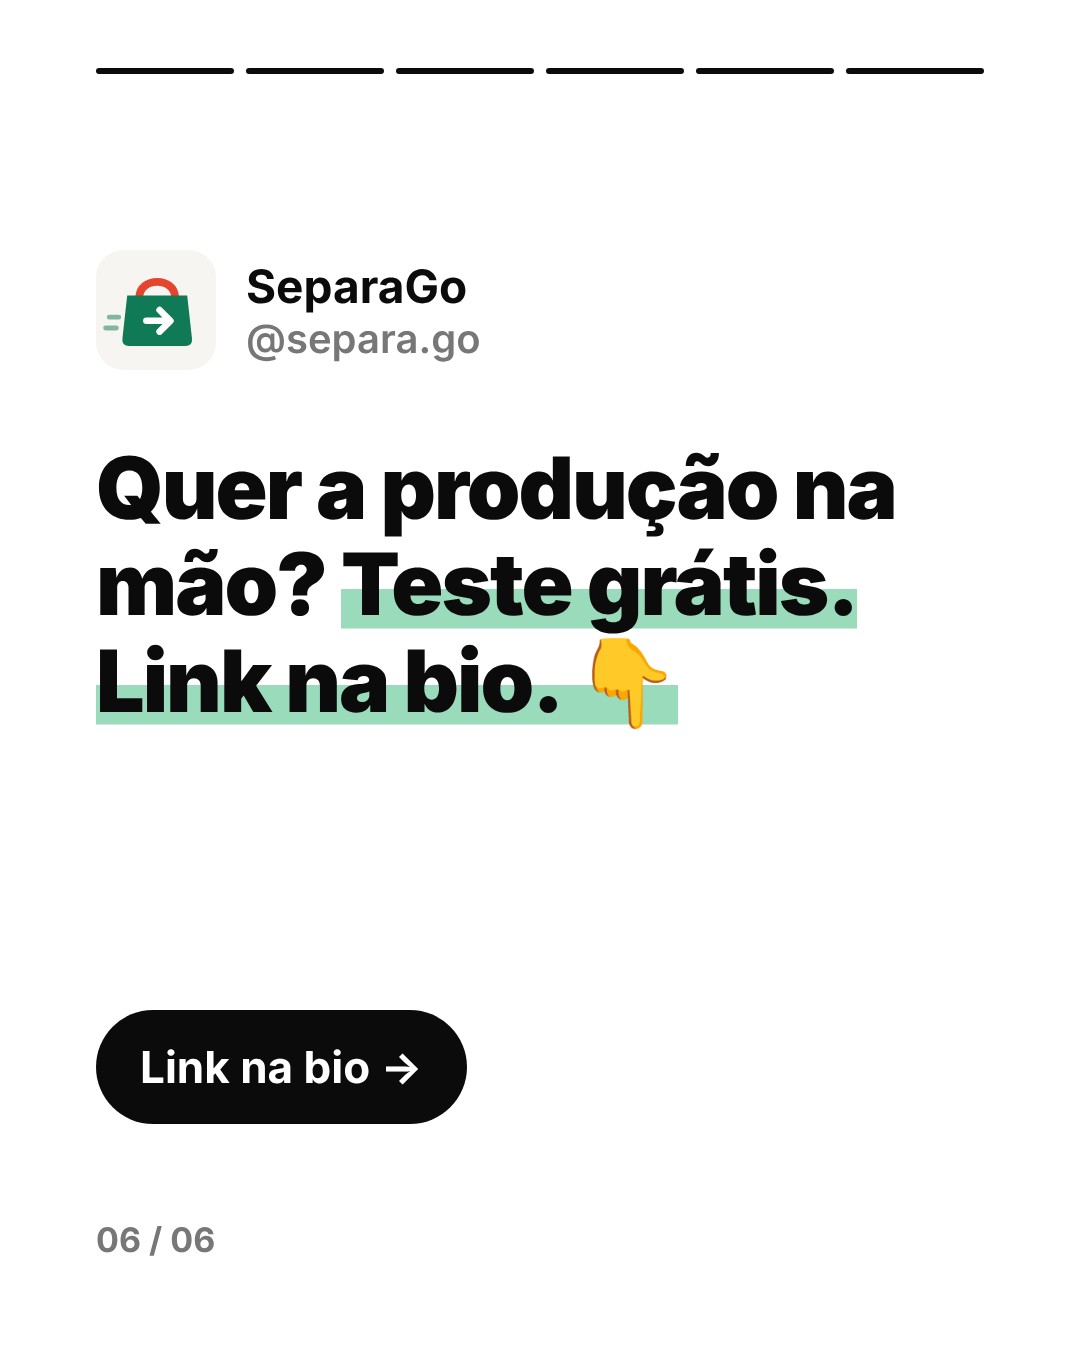 SeparaGo
@separa.go
Quer a produção na
mão? Teste grátis.
Link na bio. 👇
Link na bio →
06 / 06